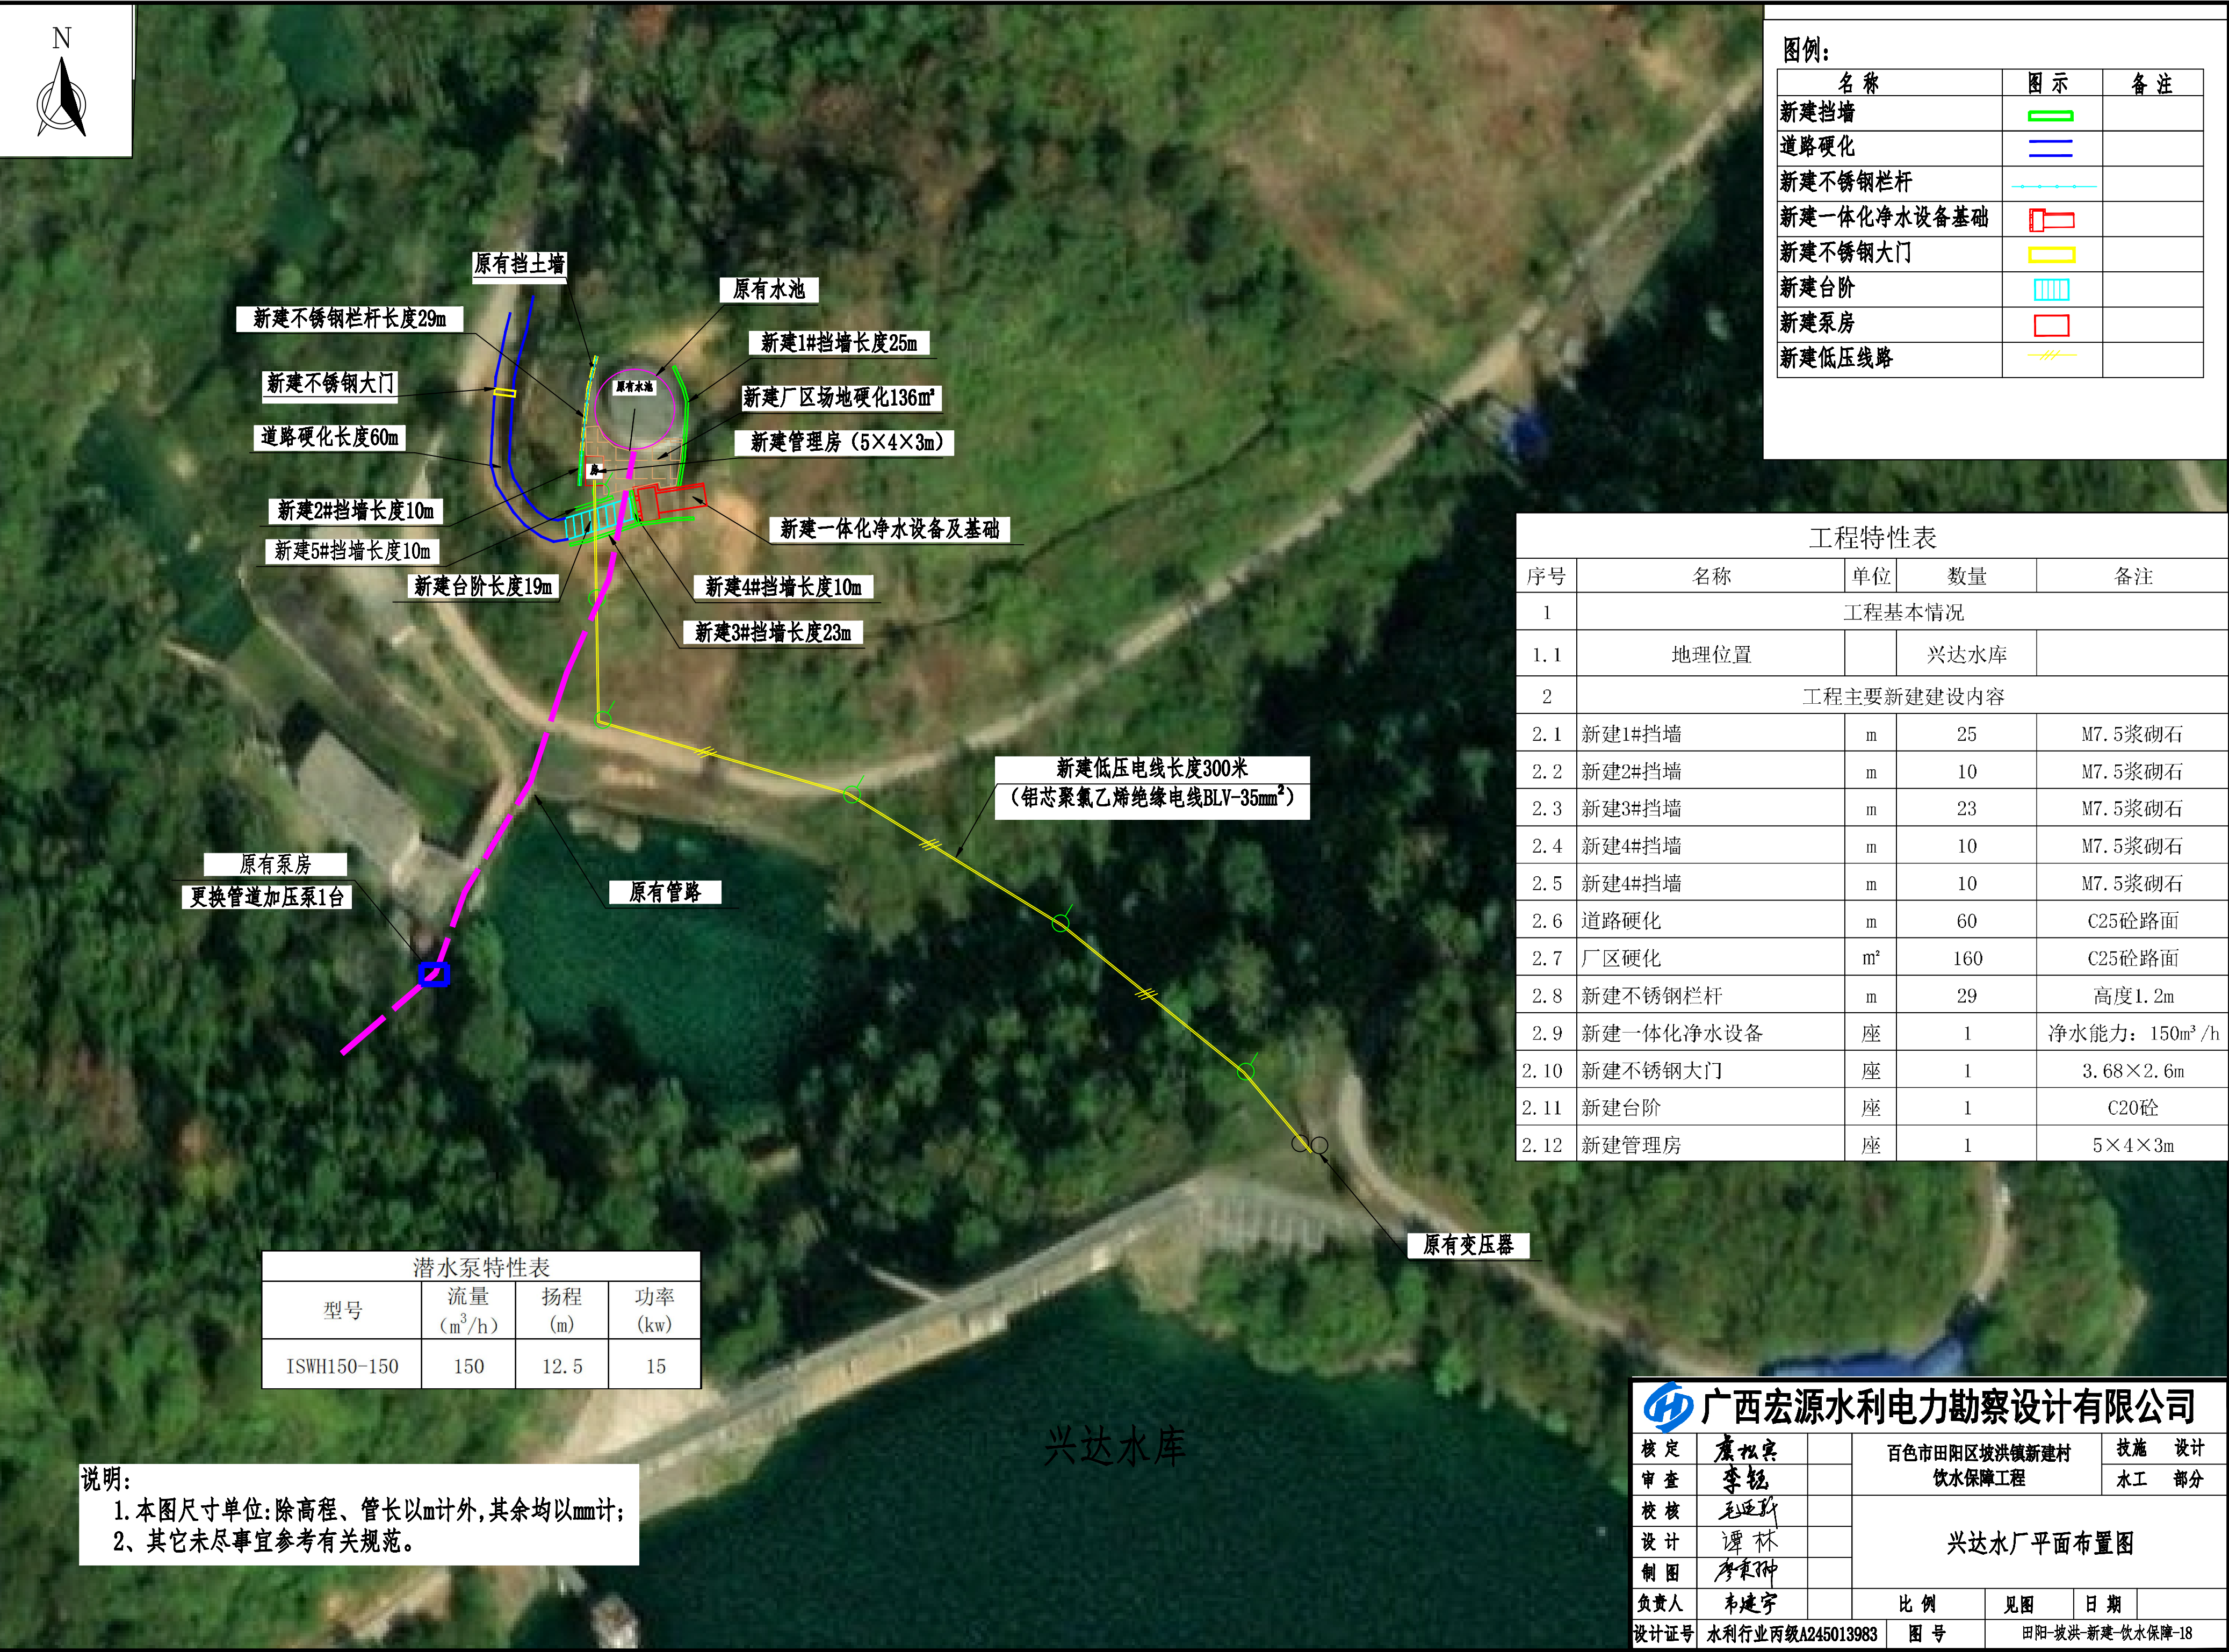 N
图例:
名 称 图 示 备 注
新建挡墙
道路硬化
新建不锈钢栏杆
新建一体化净水设备基础
新建不锈钢大门
新建台阶
新建泵房
新建低压线路
原有挡土墙
原有水池
新建不锈钢栏杆长度29m
新建1#挡墙长度25m
新建不锈钢大门
原有水池
新建厂区场地硬化136m²
道路硬化长度60m
新建管理房（5×4×3m）
房
新建2#挡墙长度10m
新建一体化净水设备及基础
新建5#挡墙长度10m
新建台阶长度19m
新建4#挡墙长度10m
新建3#挡墙长度23m
新建低压电线长度300米
（铝芯聚氯乙烯绝缘电线BLV-35mm²）
原有泵房
更换管道加压泵1台
原有管路
原有变压器
工程特性表
序号 名称 单位 数量 备注
1 工程基本情况
1.1 地理位置 兴达水库
2 工程主要新建建设内容
2.1 新建1#挡墙 m 25 M7.5浆砌石
2.2 新建2#挡墙 m 10 M7.5浆砌石
2.3 新建3#挡墙 m 23 M7.5浆砌石
2.4 新建4#挡墙 m 10 M7.5浆砌石
2.5 新建4#挡墙 m 10 M7.5浆砌石
2.6 道路硬化 m 60 C25砼路面
2.7 厂区硬化 m² 160 C25砼路面
2.8 新建不锈钢栏杆 m 29 高度1.2m
2.9 新建一体化净水设备 座 1 净水能力：150m³/h
2.10 新建不锈钢大门 座 1 3.68×2.6m
2.11 新建台阶 座 1 C20砼
2.12 新建管理房 座 1 5×4×3m
潜水泵特性表
型号 流量(m³/h) 扬程(m) 功率(kw)
ISWH150-150 150 12.5 15
兴达水库
说明:
1.本图尺寸单位:除高程、管长以m计外,其余均以mm计;
2、其它未尽事宜参考有关规范。
广西宏源水利电力勘察设计有限公司
核 定 百色市田阳区坡洪镇新建村 技施 设计
审 查 李钰 饮水保障工程 水工 部分
校 核
设 计 谭林 兴达水厂平面布置图
制 图
负责人 韦建宇 比 例 见图 日 期
设计证号 水利行业丙级A245013983 图 号 田阳-坡洪-新建-饮水保障-18